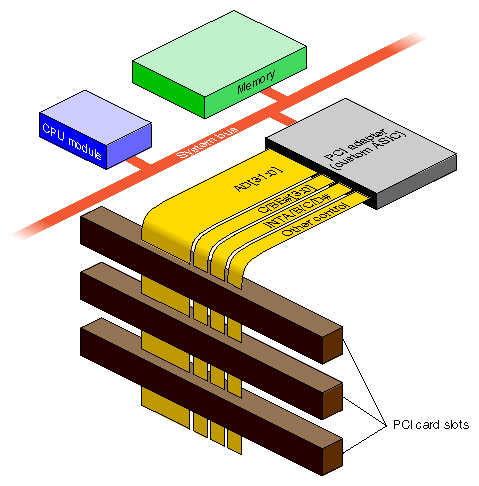 Memory
CPU module
System bus
PCI adapter
(custom ASIC)
AD[31:0]
C/BE#[3:0]
INTA/B/C/D#
Other control
PCI card slots